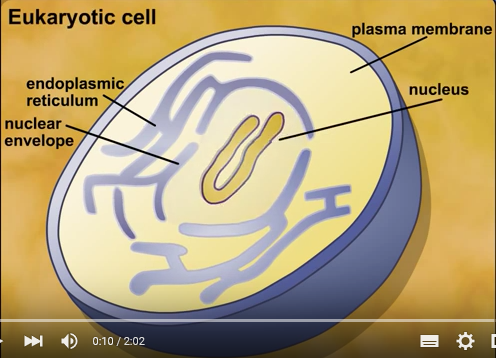 Eukaryotic cell
plasma membrane
endoplasmic
reticulum
nucleus
nuclear
envelope
0:10 / 2:02